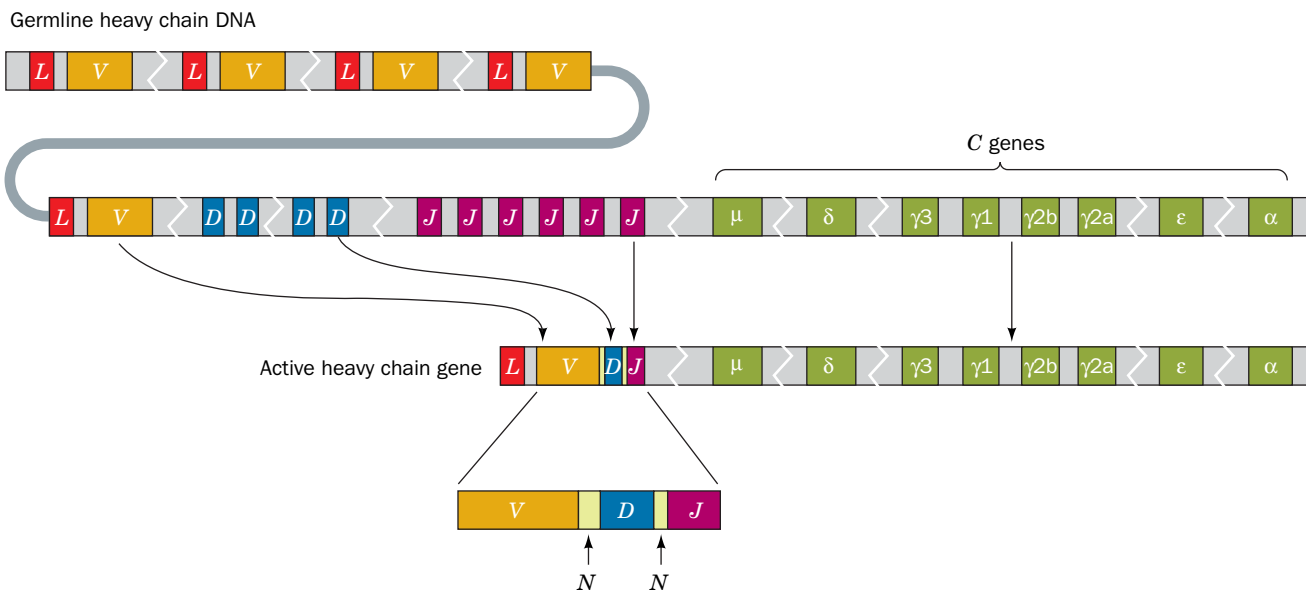 Germline heavy chain DNA
L V L V L V L V
C genes
L V D D D D J J J J J J μ δ γ3 γ1 γ2b γ2a ε α
Active heavy chain gene
L V D J μ δ γ3 γ1 γ2b γ2a ε α
V D J
N N